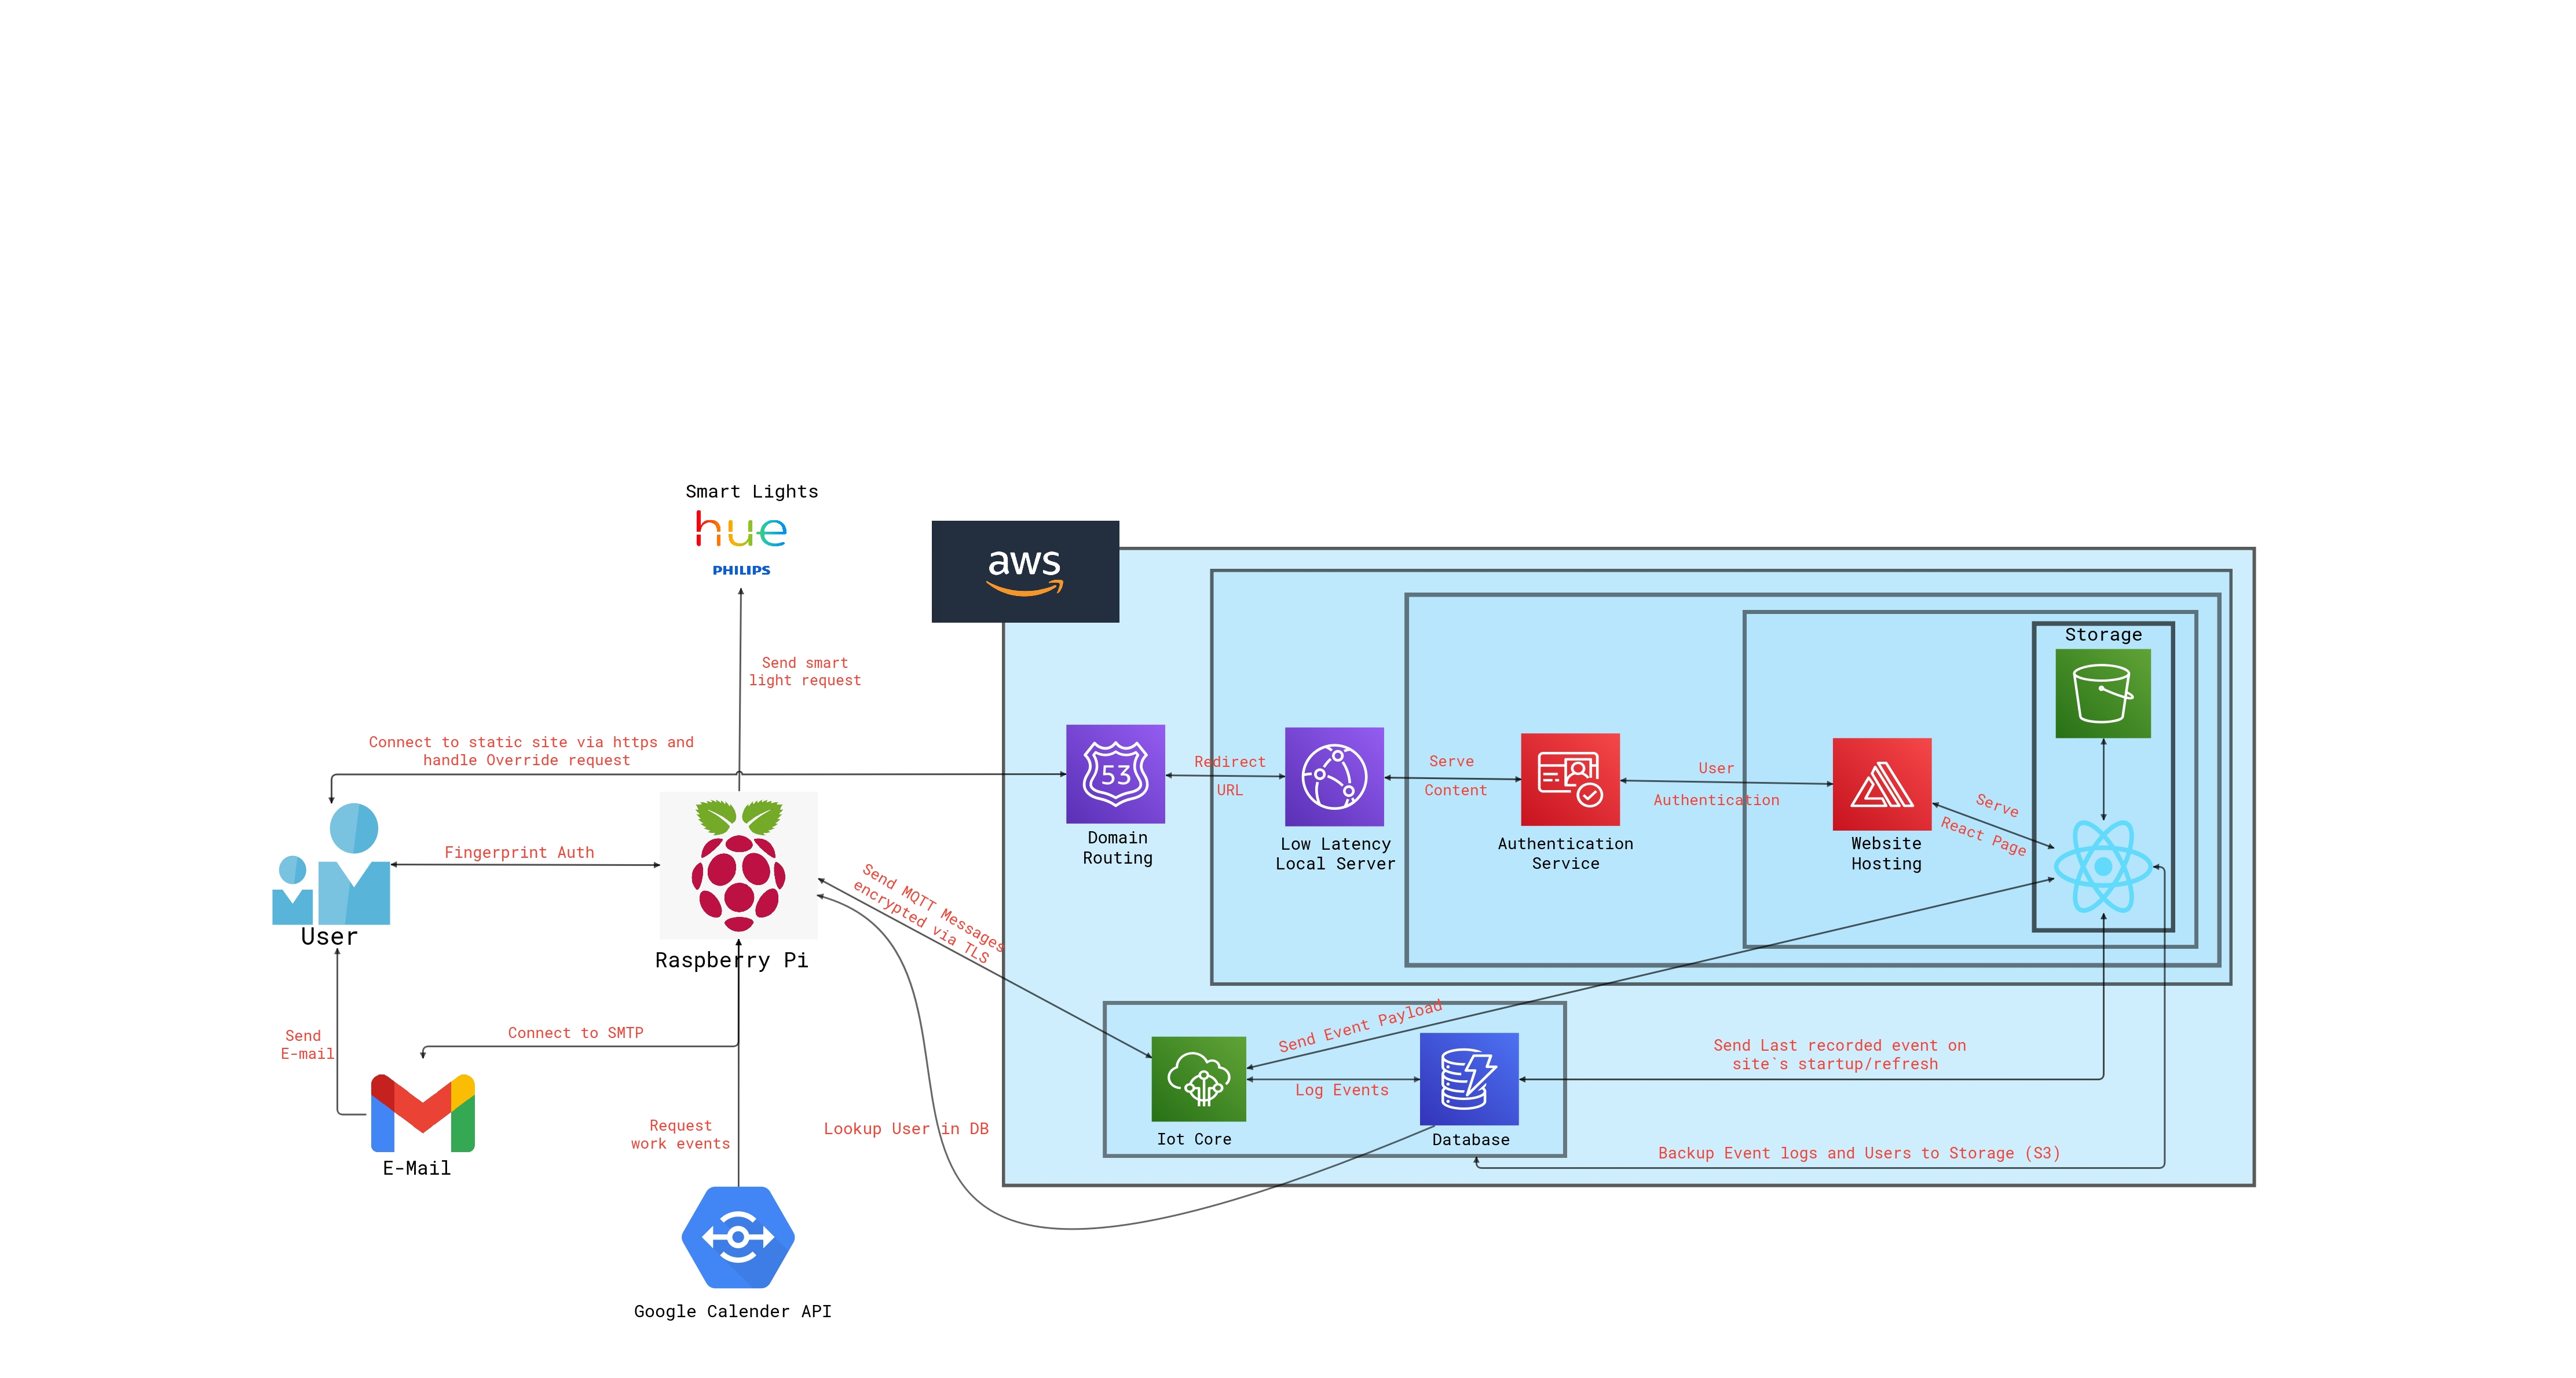 Smart Lights
hue
PHILIPS
aws
Storage
Send smart
light request
Connect to static site via https and
handle Override request
53
Redirect
URL
Serve
Content
User
Authentication
Serve
React Page
Domain
Routing
Low Latency
Local Server
Authentication
Service
Website
Hosting
Fingerprint Auth
User
Raspberry Pi
Send MQTT Messages
encrypted via TLS
Send
E-mail
Connect to SMTP
Send Event Payload
Log Events
Send Last recorded event on
site`s startup/refresh
Iot Core
Database
Request
work events
Lookup User in DB
Backup Event logs and Users to Storage (S3)
E-Mail
Google Calender API